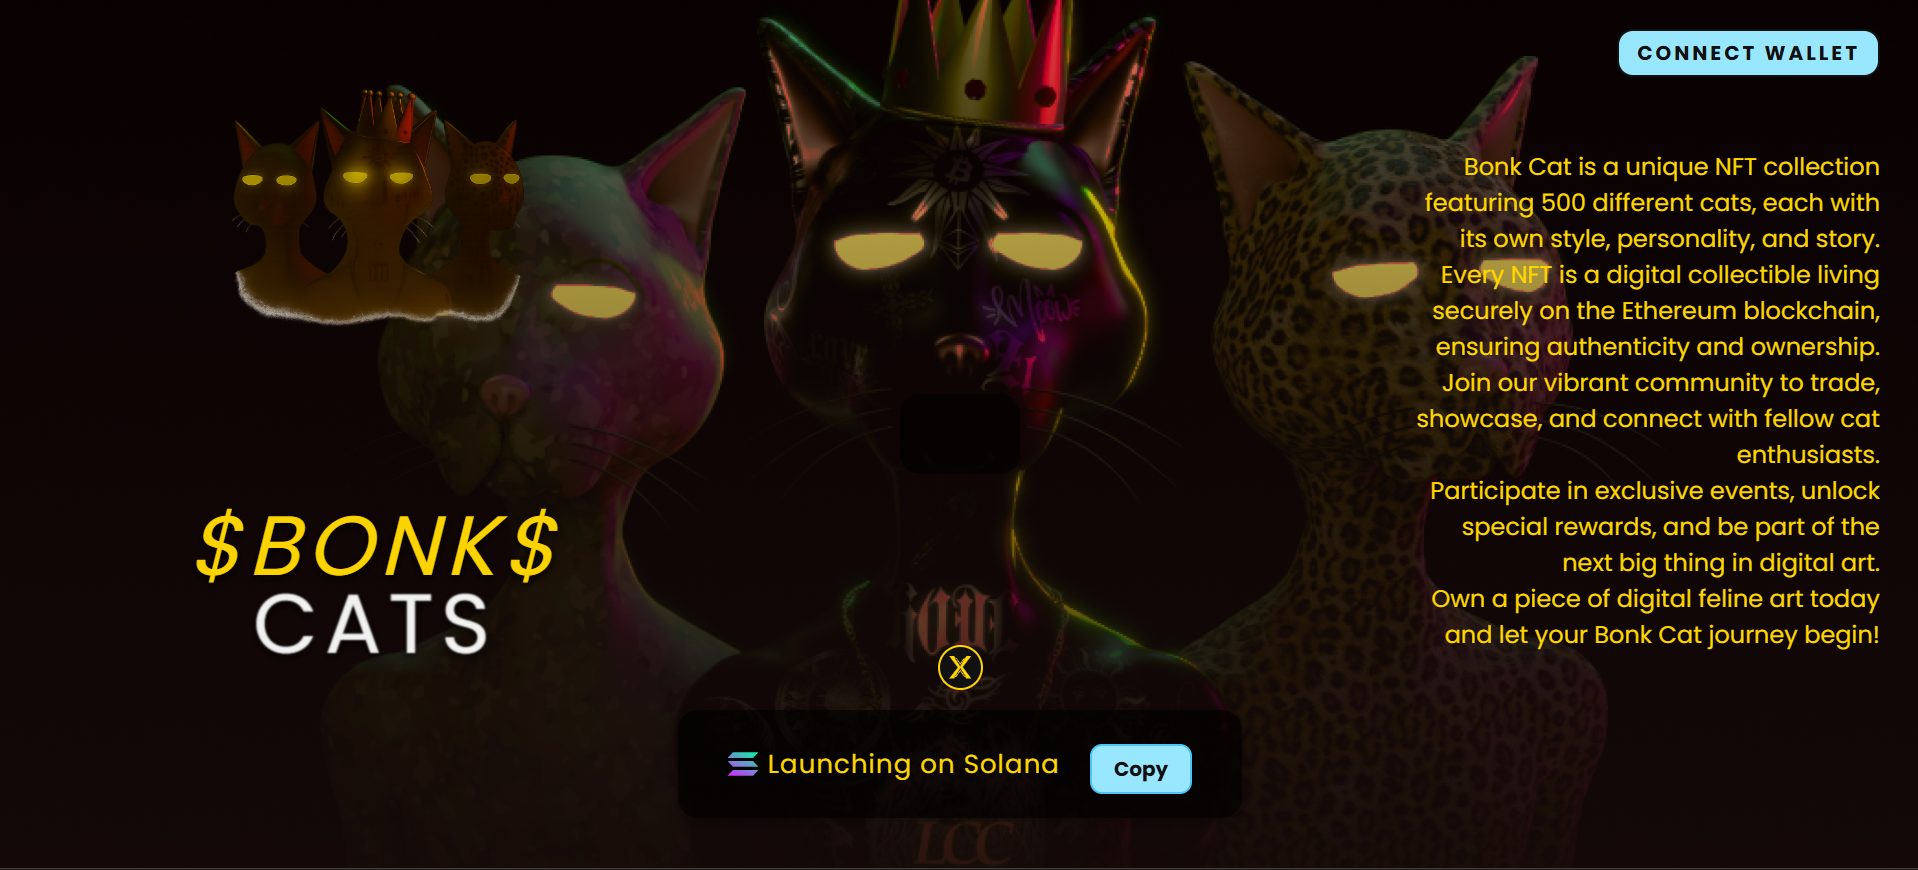 CONNECT WALLET
Bonk Cat is a unique NFT collection
featuring 500 different cats, each with
its own style, personality, and story.
Every NFT is a digital collectible living
securely on the Ethereum blockchain,
ensuring authenticity and ownership.
Join our vibrant community to trade,
showcase, and connect with fellow cat
enthusiasts.
Participate in exclusive events, unlock
special rewards, and be part of the
next big thing in digital art.
Own a piece of digital feline art today
and let your Bonk Cat journey begin!
$BONK$
CATS
Meow
X
Launching on Solana
Copy
LCC